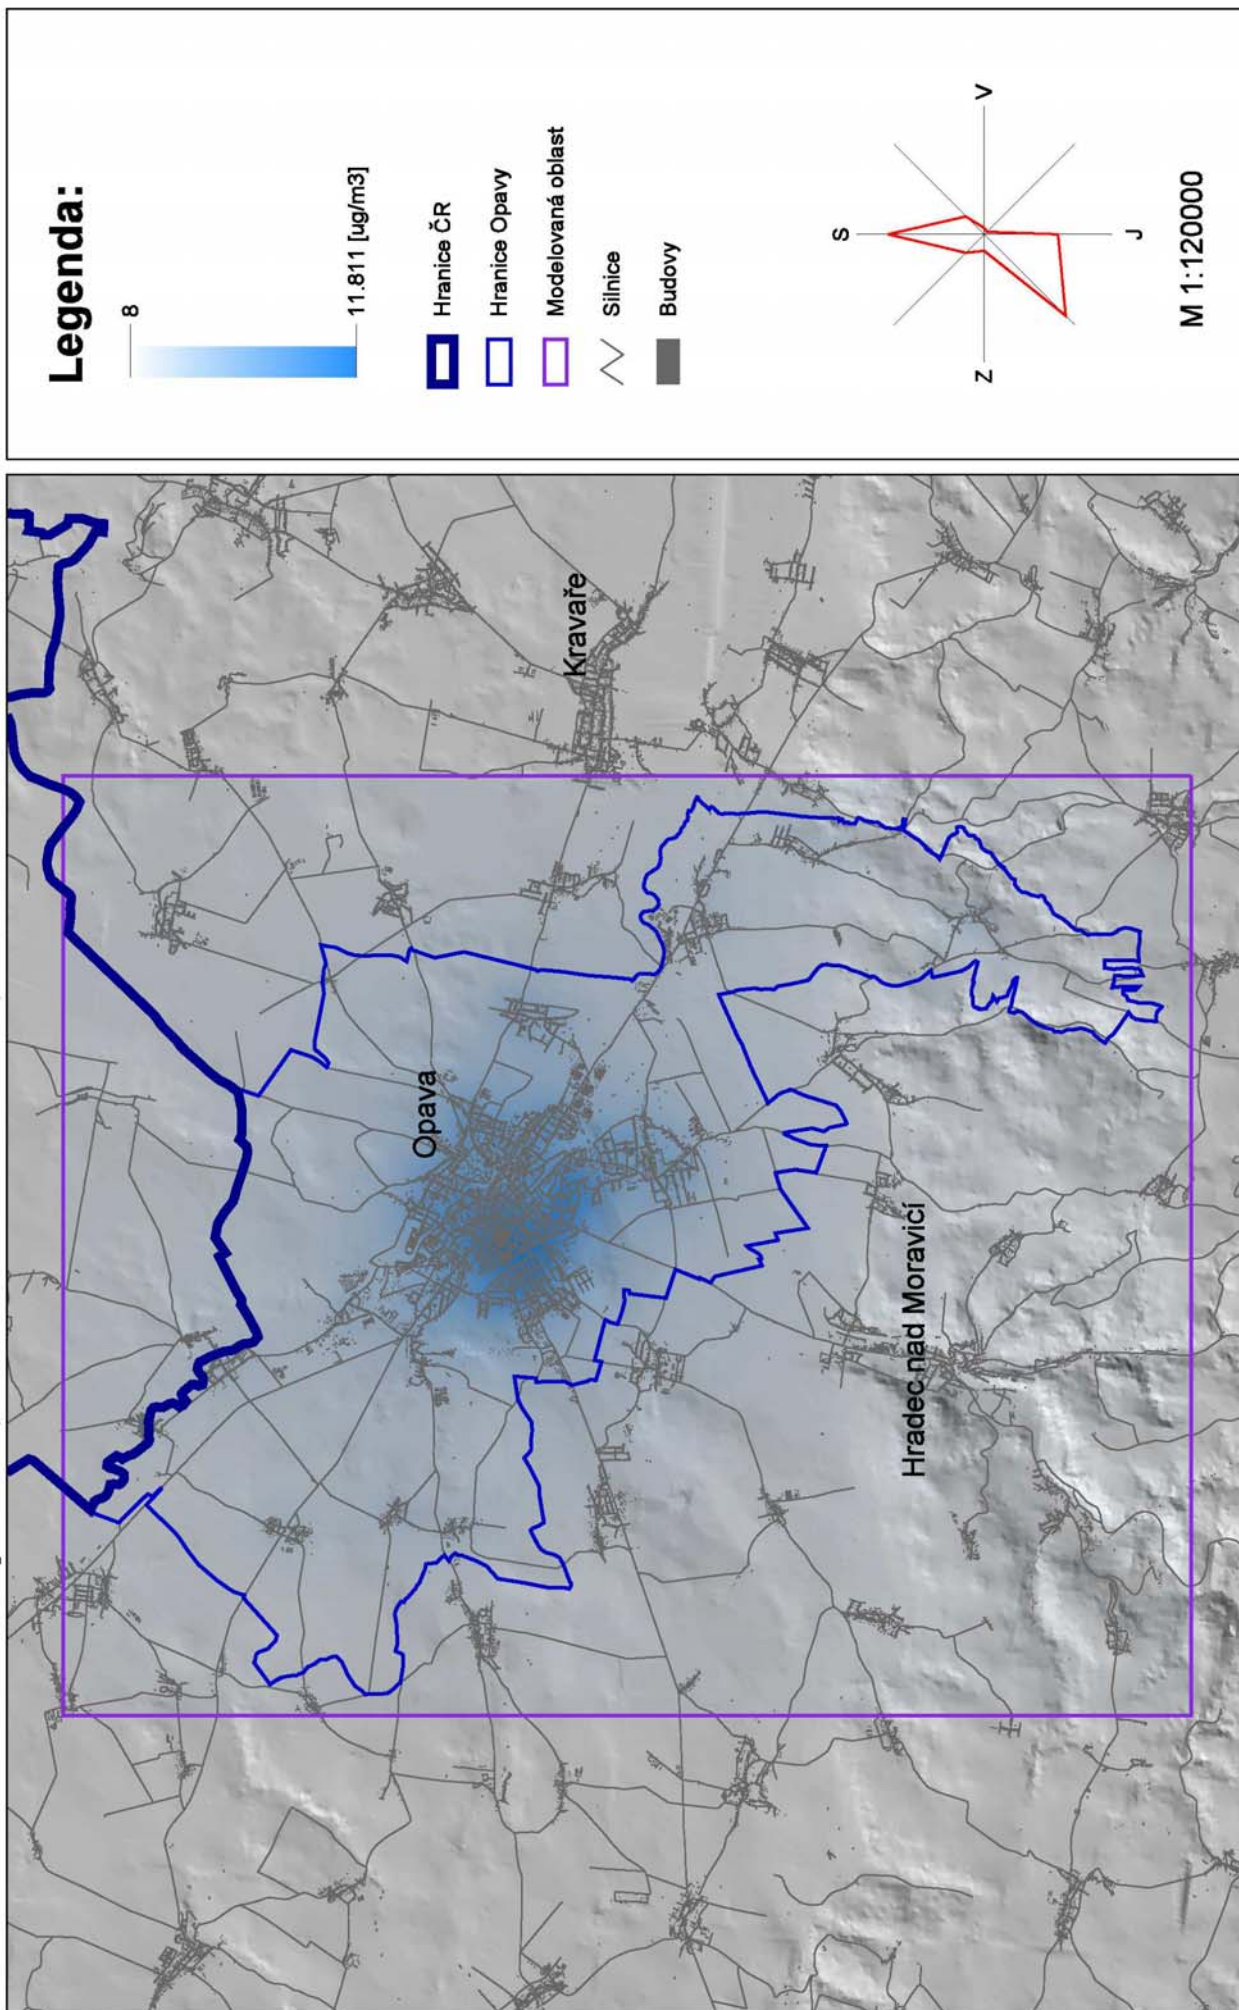 Opava
Kravaře
Hradec nad Moravicí
Legenda:
8
11.811 [ug/m3]
Hranice ČR
Hranice Opavy
Modelovaná oblast
Silnice
Budovy
S
V
J
Z
M 1:120000